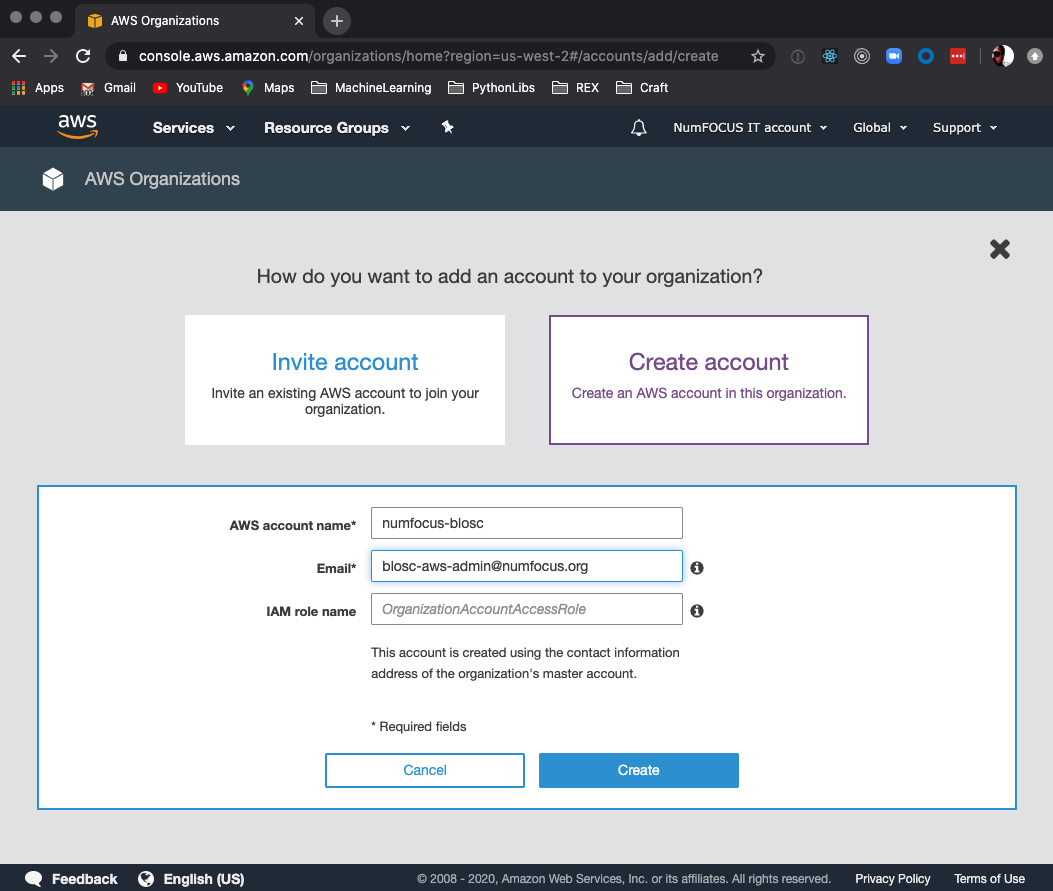 AWS Organizations
console.aws.amazon.com/organizations/home?region=us-west-2#/accounts/add/create
Apps Gmail YouTube Maps MachineLearning PythonLibs REX Craft
aws Services Resource Groups NumFOCUS IT account Global Support
AWS Organizations
How do you want to add an account to your organization?
Invite account
Invite an existing AWS account to join your
organization.
Create account
Create an AWS account in this organization.
AWS account name* numfocus-blosc
Email* blosc-aws-admin@numfocus.org
IAM role name OrganizationAccountAccessRole
This account is created using the contact information
address of the organization's master account.
* Required fields
Cancel Create
Feedback English (US) © 2008 - 2020, Amazon Web Services, Inc. or its affiliates. All rights reserved. Privacy Policy Terms of Use